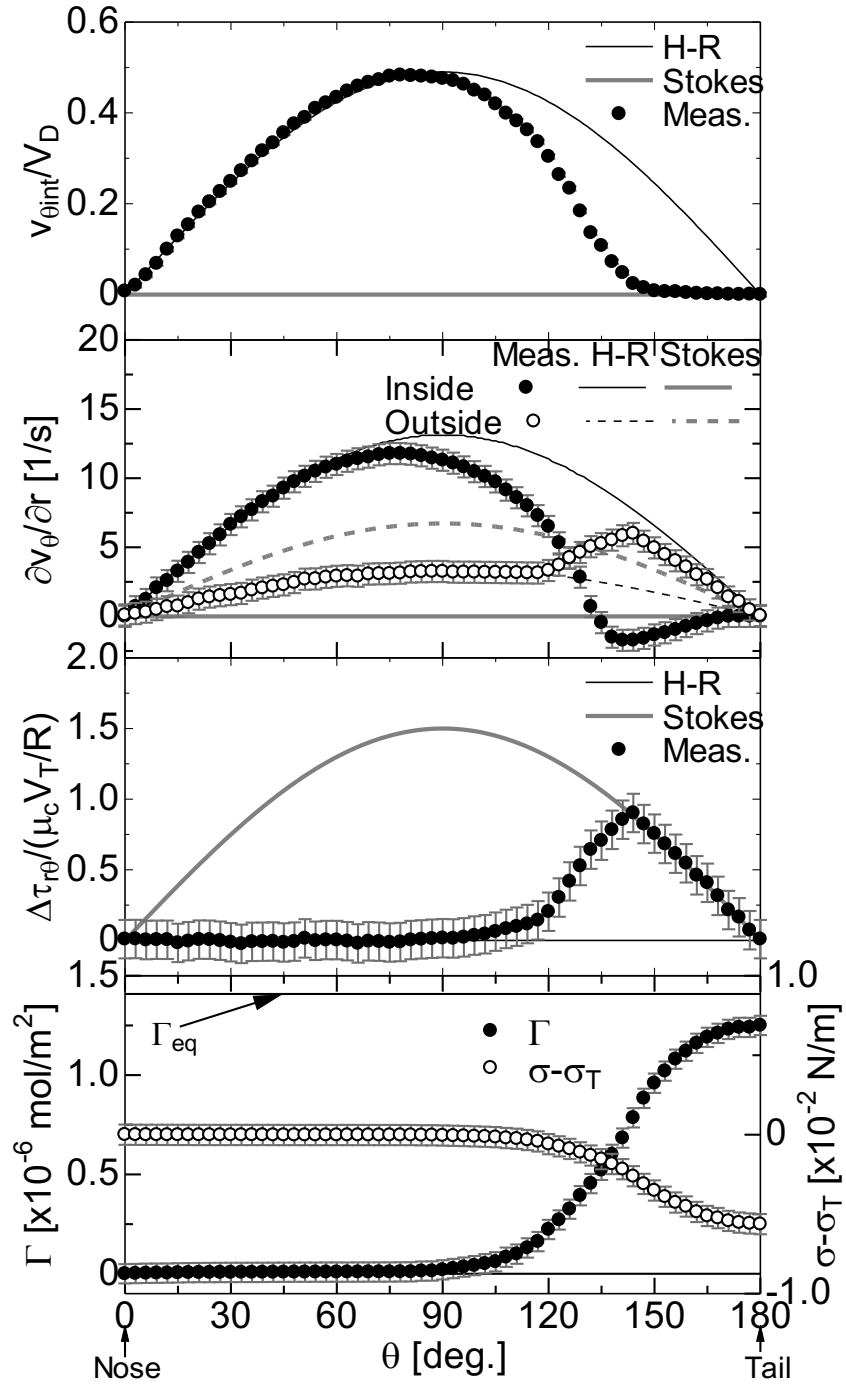 0.6
0.4
0.2
0
vθint/VD
H-R
Stokes
Meas.
20
15
10
5
0
∂vθ/∂r [1/s]
Meas. H-R Stokes
Inside
Outside
2.0
1.5
1.0
0.5
0
Δτrθ/(μcVT/R)
H-R
Stokes
Meas.
1.5
1.0
0.5
0
Γ [x10-6 mol/m2]
Γeq
Γ
σ-σT
1.0
0
-1.0
σ-σT [x10-2 N/m]
0 30 60 90 120 150 180
θ [deg.]
Nose
Tail